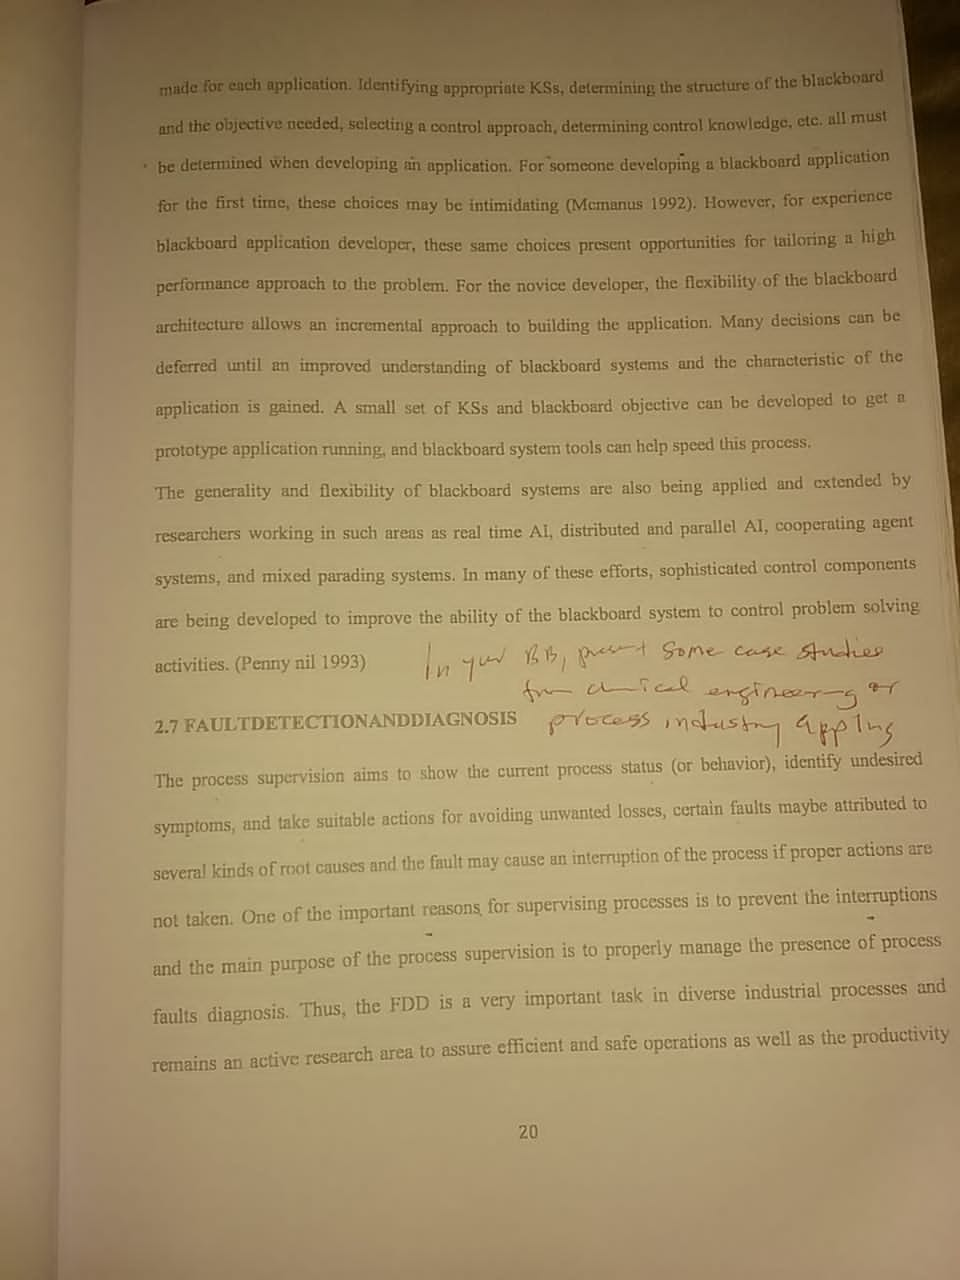 made for each application. Identifying appropriate KSs, determining the structure of the blackboard
and the objective needed, selecting a control approach, determining control knowledge, etc. all must
be determined when developing an application. For someone developing a blackboard application
for the first time, these choices may be intimidating (Mcmanus 1992). However, for experience
blackboard application developer, these same choices present opportunities for tailoring a high
performance approach to the problem. For the novice developer, the flexibility of the blackboard
architecture allows an incremental approach to building the application. Many decisions can be
deferred until an improved understanding of blackboard systems and the characteristic of the
application is gained. A small set of KSs and blackboard objective can be developed to get a
prototype application running, and blackboard system tools can help speed this process.
The generality and flexibility of blackboard systems are also being applied and extended by
researchers working in such areas as real time AI, distributed and parallel AI, cooperating agent
systems, and mixed parading systems. In many of these efforts, sophisticated control components
are being developed to improve the ability of the blackboard system to control problem solving
activities. (Penny nil 1993)
In your BB, present some case studies
from chemical engineering or
process industry
2.7 FAULTDETECTIONANDDIAGNOSIS
The process supervision aims to show the current process status (or behavior), identify undesired
symptoms, and take suitable actions for avoiding unwanted losses, certain faults maybe attributed to
several kinds of root causes and the fault may cause an interruption of the process if proper actions are
not taken. One of the important reasons for supervising processes is to prevent the interruptions
and the main purpose of the process supervision is to properly manage the presence of process
faults diagnosis. Thus, the FDD is a very important task in diverse industrial processes and
remains an active research area to assure efficient and safe operations as well as the productivity
20